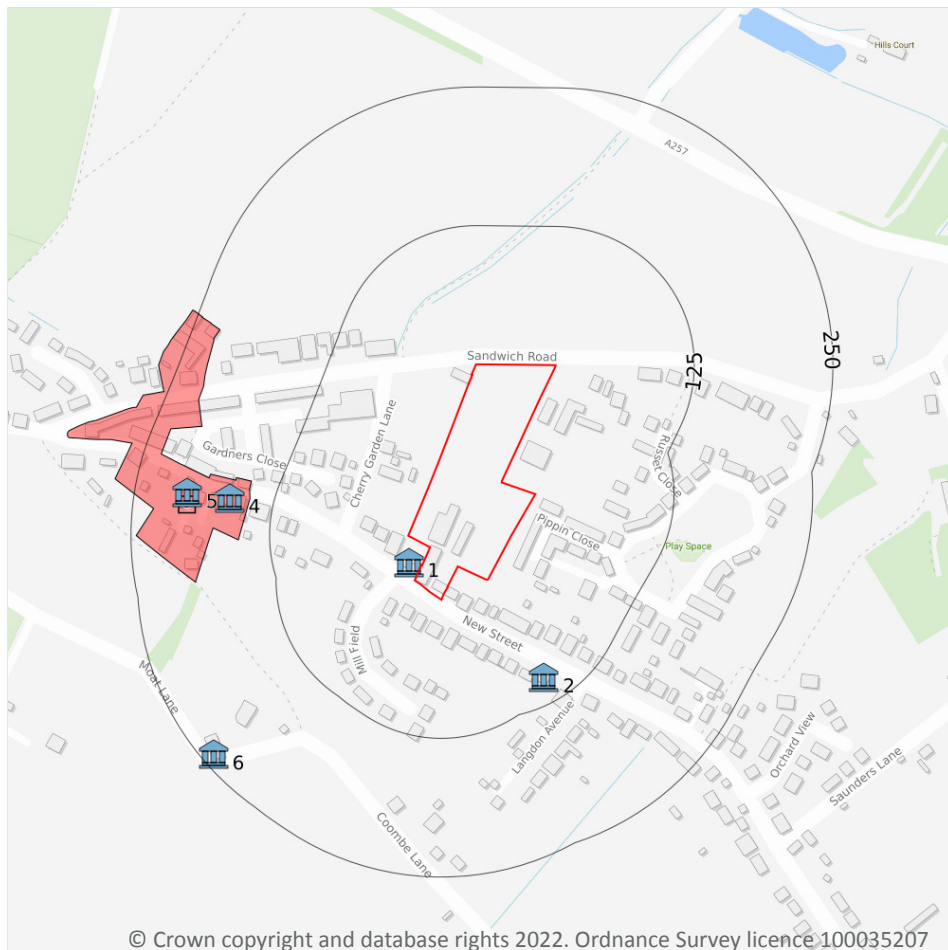 Hills Court
A257
250
Sandwich Road
125
Cherry Garden Lane
Russet Close
Gardners Close
5
4
Pippin Close
Play Space
1
New Street
Mill Field
2
Moat Lane
Langdon Avenue
Orchard View
6
Saunders Lane
Coombe Lane
© Crown copyright and database rights 2022. Ordnance Survey licence 100035207